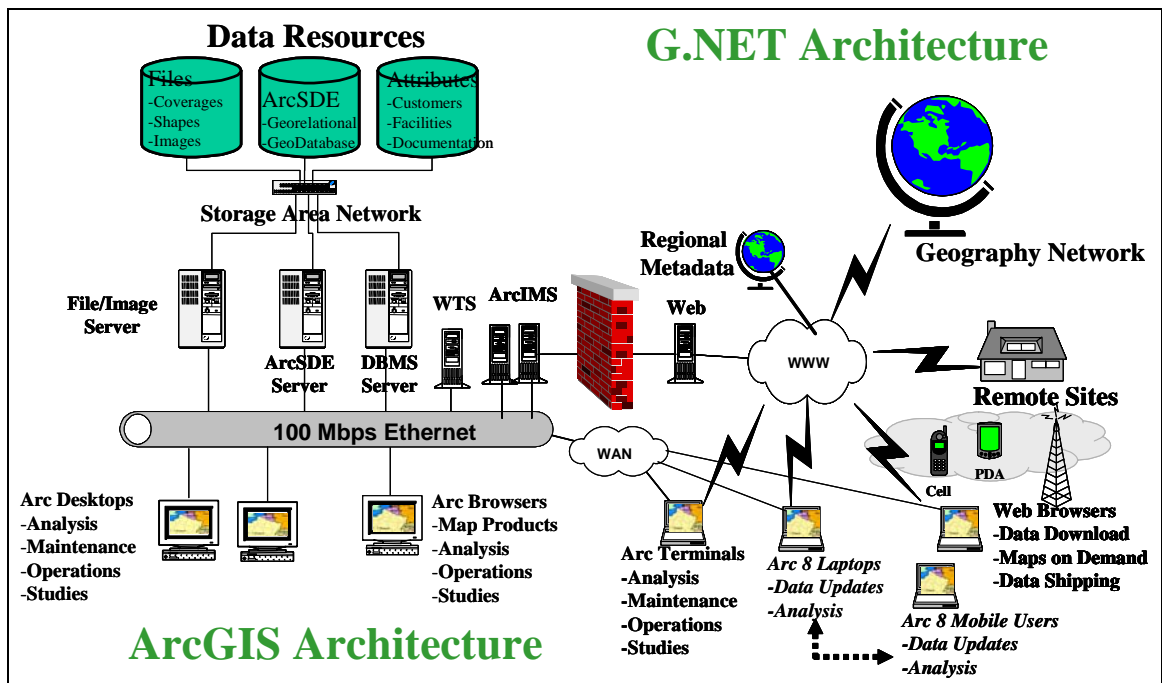 Data Resources
G.NET Architecture
Files
-Coverages
-Shapes
-Images
ArcSDE
-Georelational
-GeoDatabase
Attributes
-Customers
-Facilities
-Documentation
Storage Area Network
Regional
Metadata
Geography Network
File/Image
Server
ArcSDE
Server
DBMS
Server
WTS
ArcIMS
Web
WWW
Remote Sites
100 Mbps Ethernet
WAN
Cell
PDA
Arc Desktops
-Analysis
-Maintenance
-Operations
-Studies
Arc Browsers
-Map Products
-Analysis
-Operations
-Studies
Arc Terminals
-Analysis
-Maintenance
-Operations
-Studies
Arc 8 Laptops
-Data Updates
-Analysis
Web Browsers
-Data Download
-Maps on Demand
-Data Shipping
Arc 8 Mobile Users
-Data Updates
-Analysis
ArcGIS Architecture